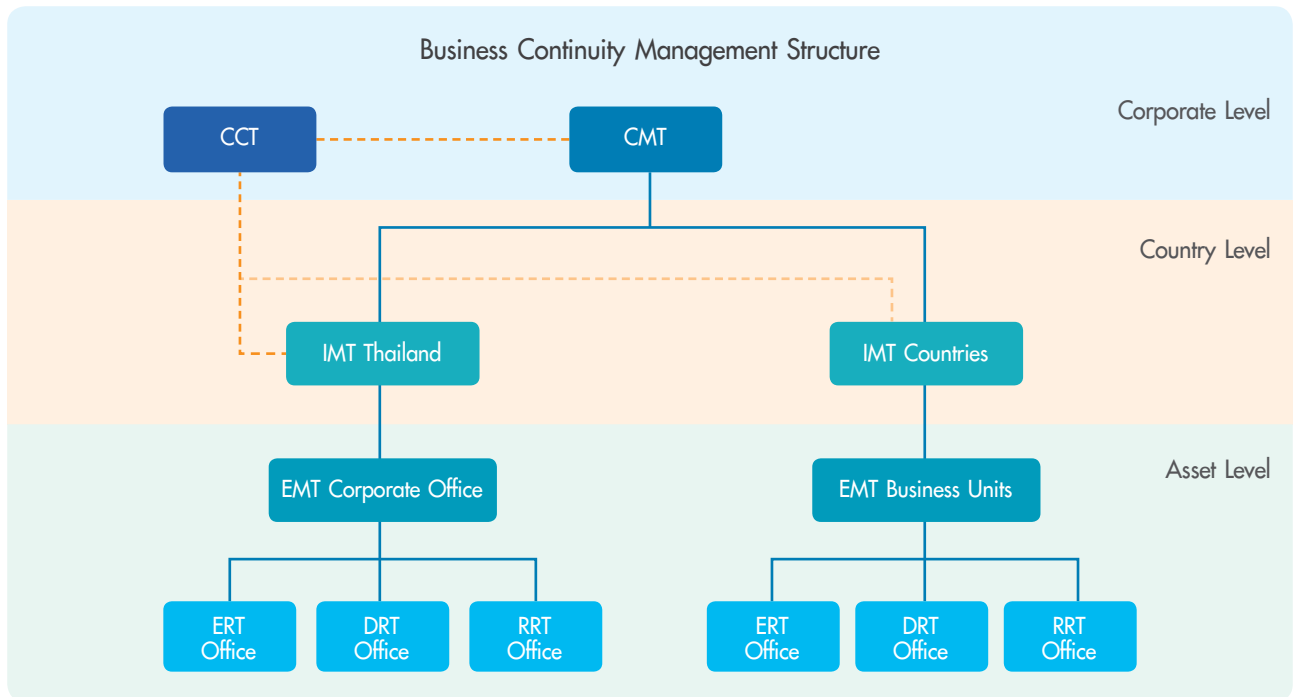 Business Continuity Management Structure
Corporate Level
CCT
CMT
Country Level
IMT Thailand
IMT Countries
Asset Level
EMT Corporate Office
EMT Business Units
ERT
Office
DRT
Office
RRT
Office
ERT
Office
DRT
Office
RRT
Office